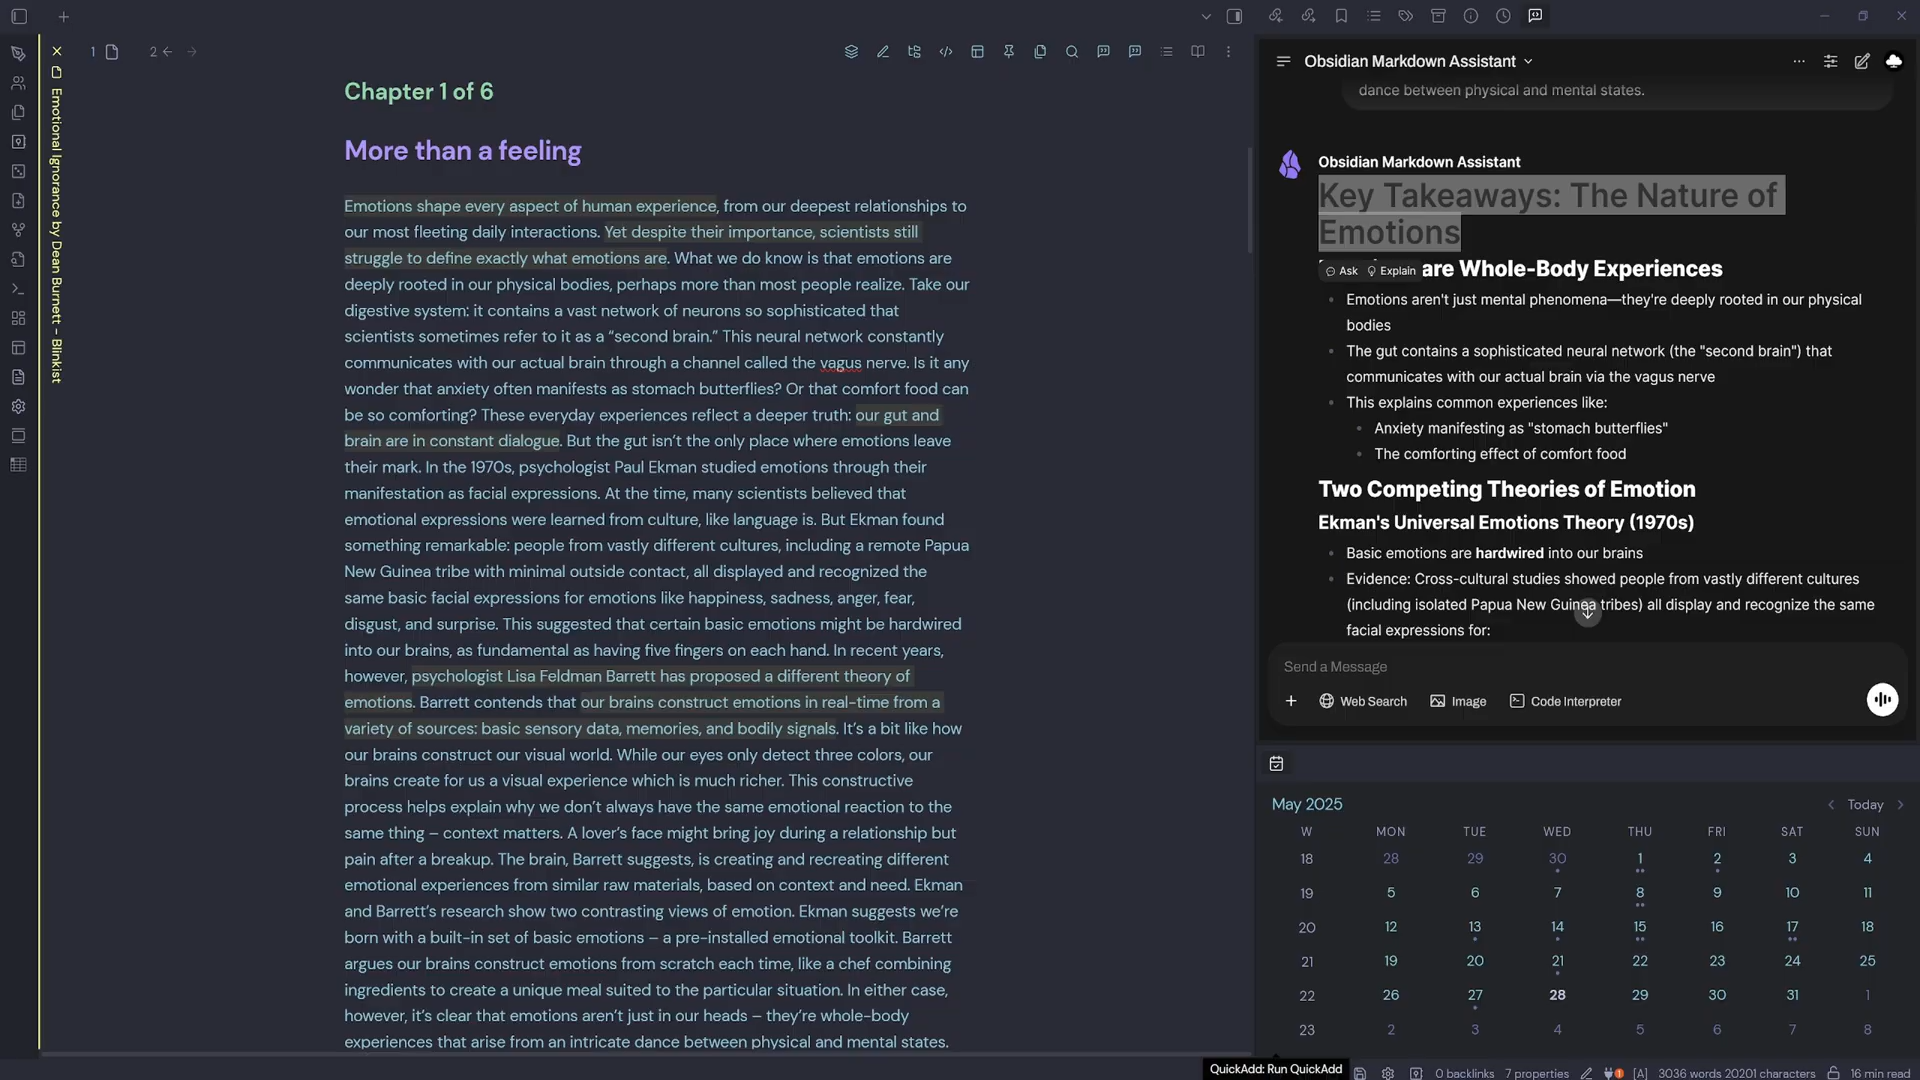 1
2
Emotional Ignorance by Dean Burnett - Blinkist
Chapter 1 of 6
More than a feeling
Emotions shape every aspect of human experience, from our deepest relationships to
our most fleeting daily interactions. Yet despite their importance, scientists still
struggle to define exactly what emotions are. What we do know is that emotions are
deeply rooted in our physical bodies, perhaps more than most people realize. Take our
digestive system: it contains a vast network of neurons so sophisticated that
scientists sometimes refer to it as a “second brain.” This neural network constantly
communicates with our actual brain through a channel called the vagus nerve. Is it any
wonder that anxiety often manifests as stomach butterflies? Or that comfort food can
be so comforting? These everyday experiences reflect a deeper truth: our gut and
brain are in constant dialogue. But the gut isn’t the only place where emotions leave
their mark. In the 1970s, psychologist Paul Ekman studied emotions through their
manifestation as facial expressions. At the time, many scientists believed that
emotional expressions were learned from culture, like language is. But Ekman found
something remarkable: people from vastly different cultures, including a remote Papua
New Guinea tribe with minimal outside contact, all displayed and recognized the
same basic facial expressions for emotions like happiness, sadness, anger, fear,
disgust, and surprise. This suggested that certain basic emotions might be hardwired
into our brains, as fundamental as having five fingers on each hand. In recent years,
however, psychologist Lisa Feldman Barrett has proposed a different theory of
emotions. Barrett contends that our brains construct emotions in real-time from a
variety of sources: basic sensory data, memories, and bodily signals. It’s a bit like how
our brains construct our visual world. While our eyes only detect three colors, our
brains create for us a visual experience which is much richer. This constructive
process helps explain why we don’t always have the same emotional reaction to the
same thing – context matters. A lover’s face might bring joy during a relationship but
pain after a breakup. The brain, Barrett suggests, is creating and recreating different
emotional experiences from similar raw materials, based on context and need. Ekman
and Barrett’s research show two contrasting views of emotion. Ekman suggests we’re
born with a built-in set of basic emotions – a pre-installed emotional toolkit. Barrett
argues our brains construct emotions from scratch each time, like a chef combining
ingredients to create a unique meal suited to the particular situation. In either case,
however, it’s clear that emotions aren’t just in our heads – they’re whole-body
experiences that arise from an intricate dance between physical and mental states.
Obsidian Markdown Assistant
dance between physical and mental states.
Obsidian Markdown Assistant
Key Takeaways: The Nature of
Emotions
Ask Explain
are Whole-Body Experiences
Emotions aren't just mental phenomena—they're deeply rooted in our physical
bodies
The gut contains a sophisticated neural network (the "second brain") that
communicates with our actual brain via the vagus nerve
This explains common experiences like:
Anxiety manifesting as "stomach butterflies"
The comforting effect of comfort food
Two Competing Theories of Emotion
Ekman's Universal Emotions Theory (1970s)
Basic emotions are hardwired into our brains
Evidence: Cross-cultural studies showed people from vastly different cultures
(including isolated Papua New Guinea tribes) all display and recognize the same
facial expressions for:
Send a Message
Web Search Image Code Interpreter
May 2025 Today
W MON TUE WED THU FRI SAT SUN
18 28 29 30 1 2 3 4
19 5 6 7 8 9 10 11
20 12 13 14 15 16 17 18
21 19 20 21 22 23 24 25
22 26 27 28 29 30 31 1
23 2 3 4 5 6 7 8
QuickAdd: Run QuickAdd
0 backlinks 7 properties [A] 3036 words 20201 characters 16 min read